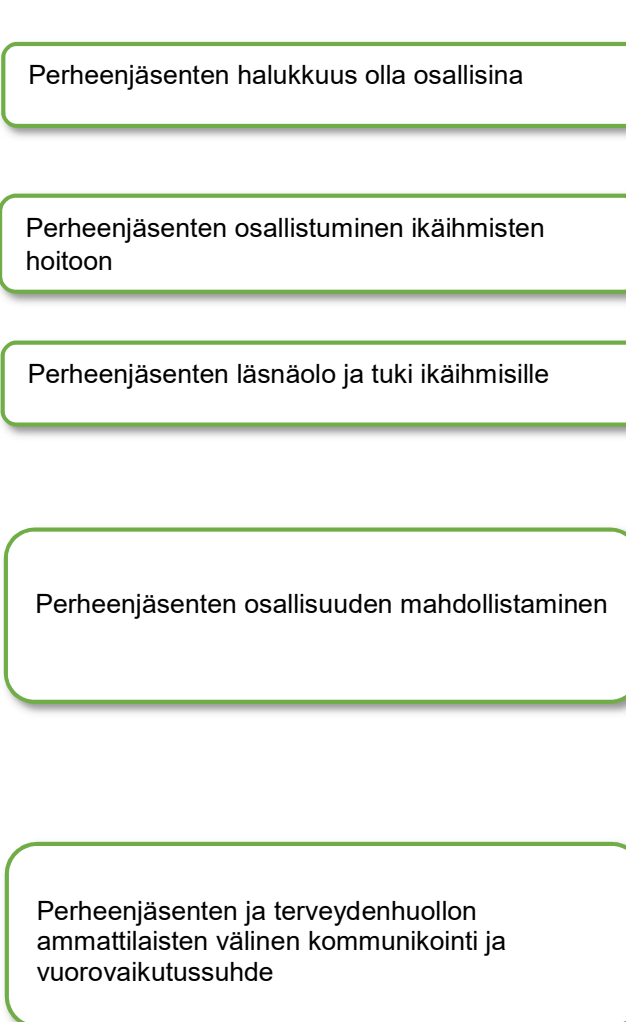 Perheenjäsenten halukkuus olla osallisina
Perheenjäsenten osallistuminen ikäihmisten
hoitoon
Perheenjäsenten läsnäolo ja tuki ikäihmisille
Perheenjäsenten osallisuuden mahdollistaminen
Perheenjäsenten ja terveydenhuollon
ammattilaisten välinen kommunikointi ja
vuorovaikutussuhde